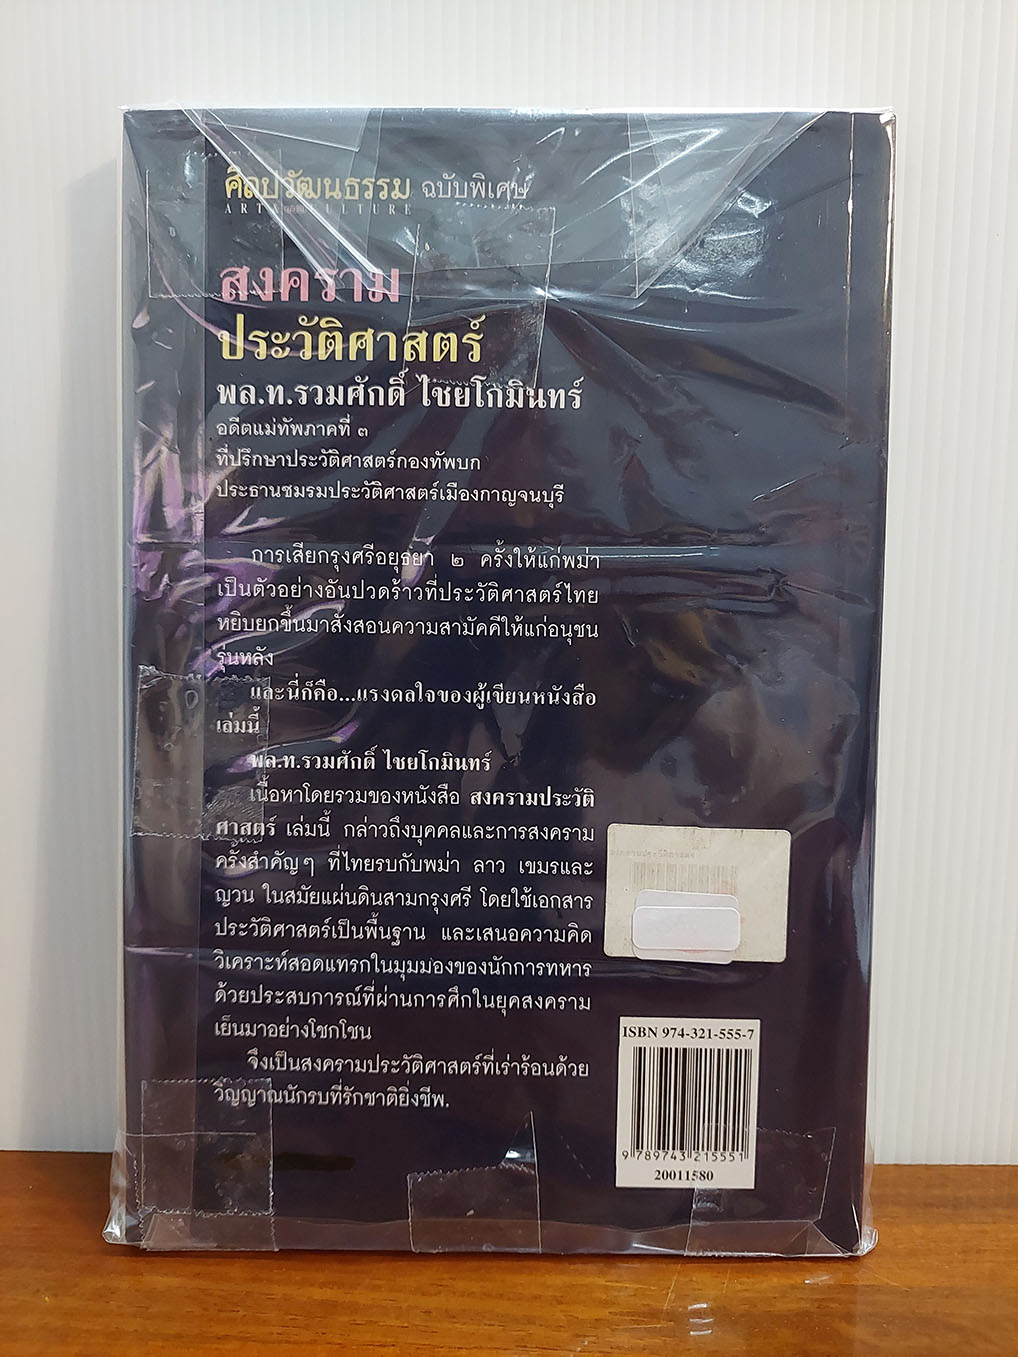 ศิลปวัฒนธรรม ฉบับพิเศษ
ART & CULTURE
สงคราม
ประวัติศาสตร์
พล.ท.รวมศักดิ์ ไชยโกมินทร์
อดีตแม่ทัพภาคที่ ๓
ที่ปรึกษาประวัติศาสตร์กองทัพบก
ประธานชมรมประวัติศาสตร์เมืองกาญจนบุรี
การเสียกรุงศรีอยุธยา ๒ ครั้งให้แก่พม่า
เป็นตัวอย่างอันปวดร้าวที่ประวัติศาสตร์ไทย
หยิบยกขึ้นมาสั่งสอนความสามัคคีให้แก่อนุชน
รุ่นหลัง
และนี่ก็คือ...แรงดลใจของผู้เขียนหนังสือ
เล่มนี้
พล.ท.รวมศักดิ์ ไชยโกมินทร์
เนื้อหาโดยรวมของหนังสือ สงครามประวัติ
ศาสตร์ เล่มนี้ กล่าวถึงบุคคลและการสงคราม
ครั้งสำคัญๆ ที่ไทยรบกับพม่า ลาว เขมรและ
ญวน ในสมัยแผ่นดินสามกรุงศรี โดยใช้เอกสาร
ประวัติศาสตร์เป็นพื้นฐาน และเสนอความคิด
วิเคราะห์สอดแทรกในมุมมองของนักการทหาร
ด้วยประสบการณ์ที่ผ่านการศึกในยุคสงคราม
เย็นมาอย่างโชกโชน
จึงเป็นสงครามประวัติศาสตร์ที่เร่าร้อนด้วย
วิญญาณนักรบที่รักชาติยิ่งชีพ.
ISBN 974-321-555-7
9 789743 215551
20011580